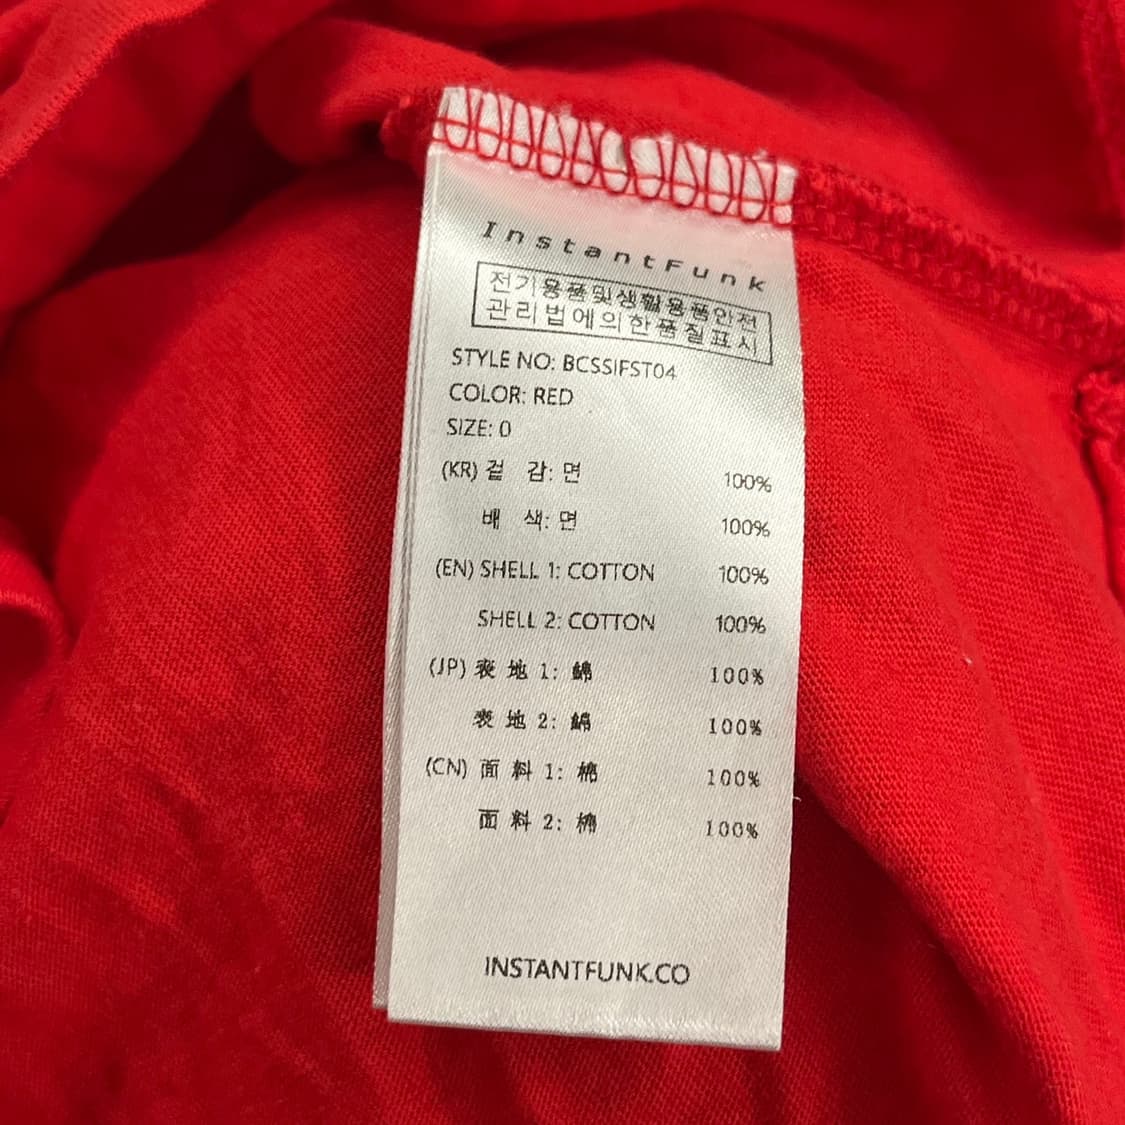 InstantFunk
전기용품및생활용품안전
관리법에의한품질표시
STYLE NO: BCSSIFST04
COLOR: RED
SIZE: 0
(KR) 겉 감: 면 100%
배 색: 면 100%
(EN) SHELL 1: COTTON 100%
SHELL 2: COTTON 100%
(JP) 表 地 1: 綿 100%
表 地 2: 綿 100%
(CN) 面 料 1: 棉 100%
面 料 2: 棉 100%
INSTANTFUNK.CO